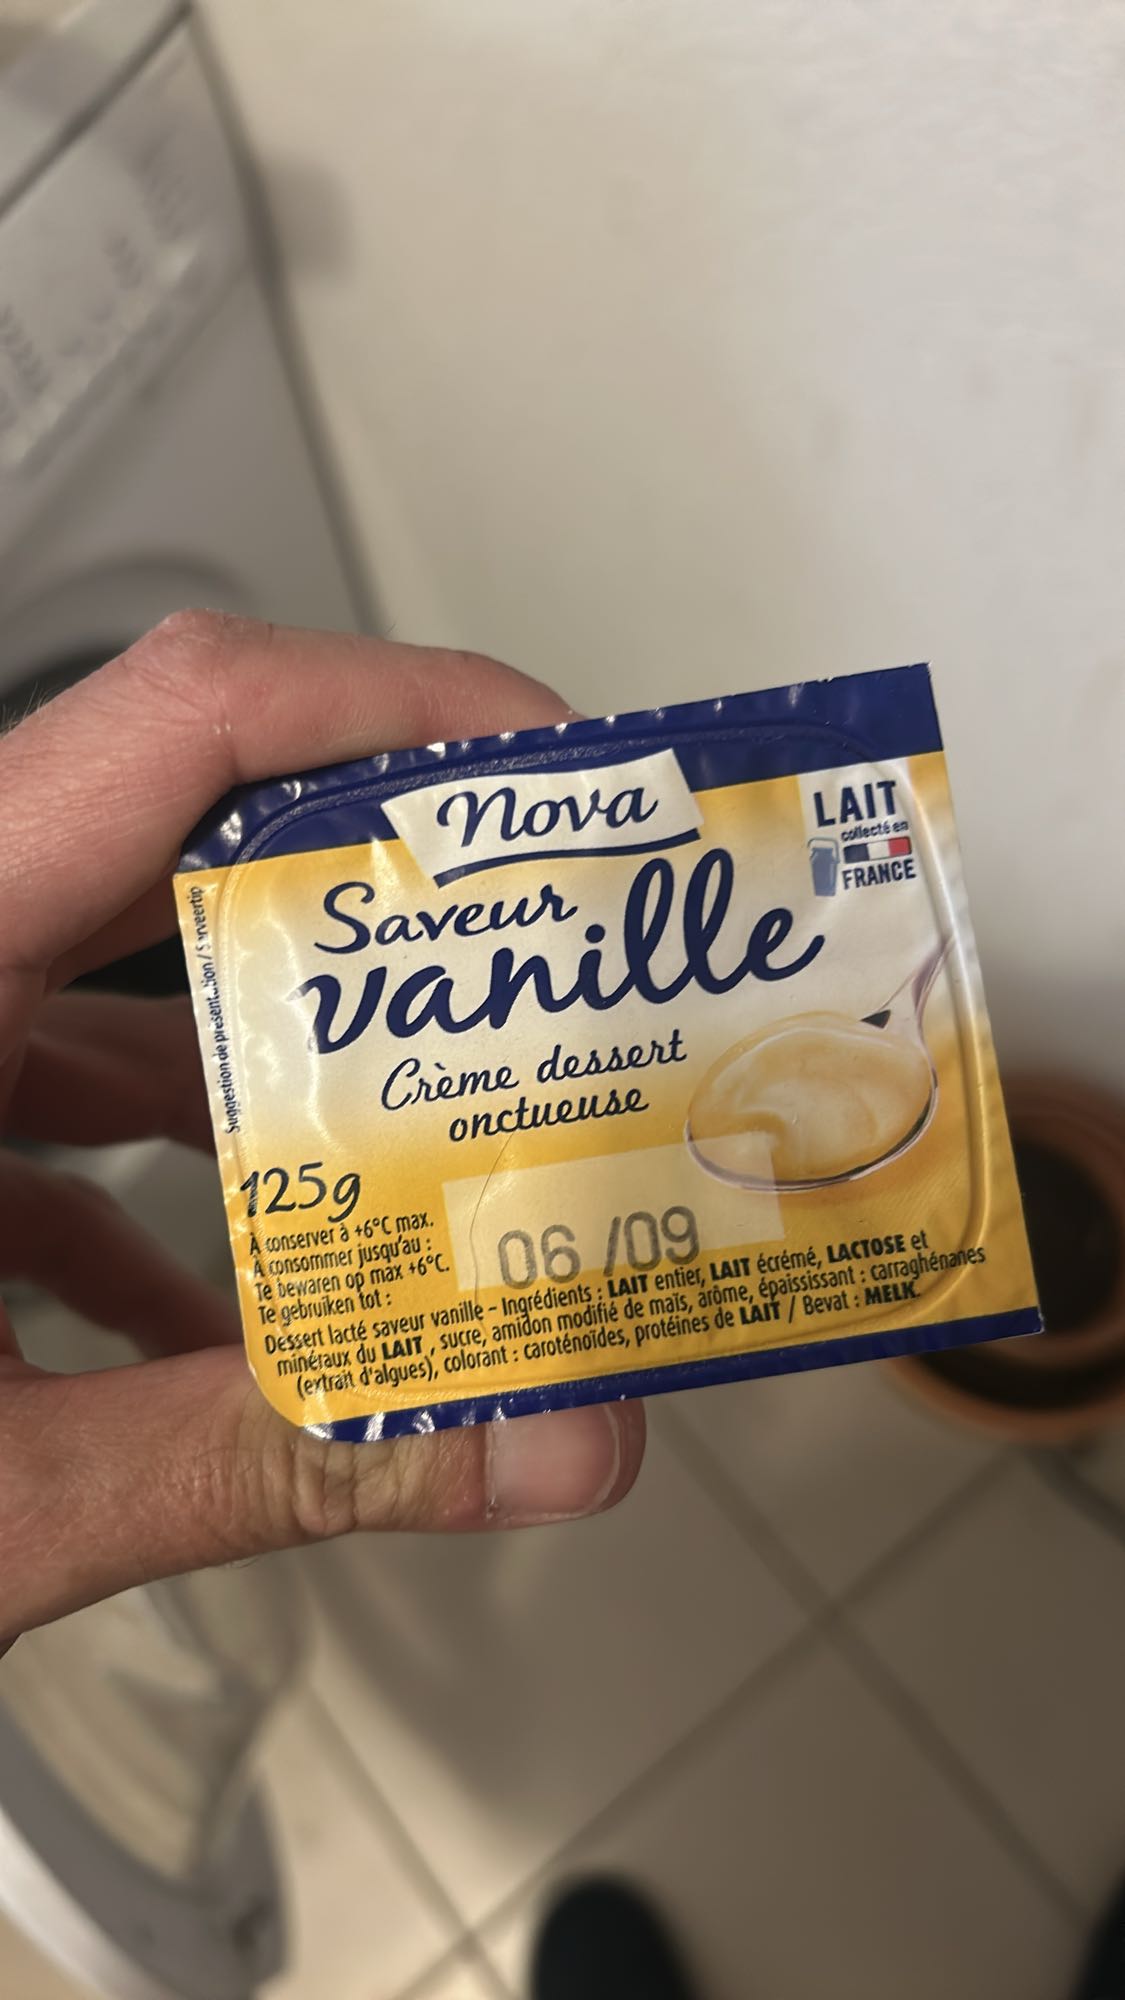 nova
Saveur
vanille
Crème dessert
onctueuse
LAIT
collecté en
FRANCE
Suggestion de présentation / Serveertip
125g
À conserver à +6°C max.
À consommer jusqu'au :
Te bewaren op max +6°C.
Te gebruiken tot :
06 /09
Dessert lacté saveur vanille – Ingrédients : LAIT entier, LAIT écrémé, LACTOSE et
minéraux du LAIT , sucre, amidon modifié de maïs, arôme, épaississant : carraghénanes
(extrait d'algues), colorant : caroténoïdes, protéines de LAIT / Bevat : MELK.